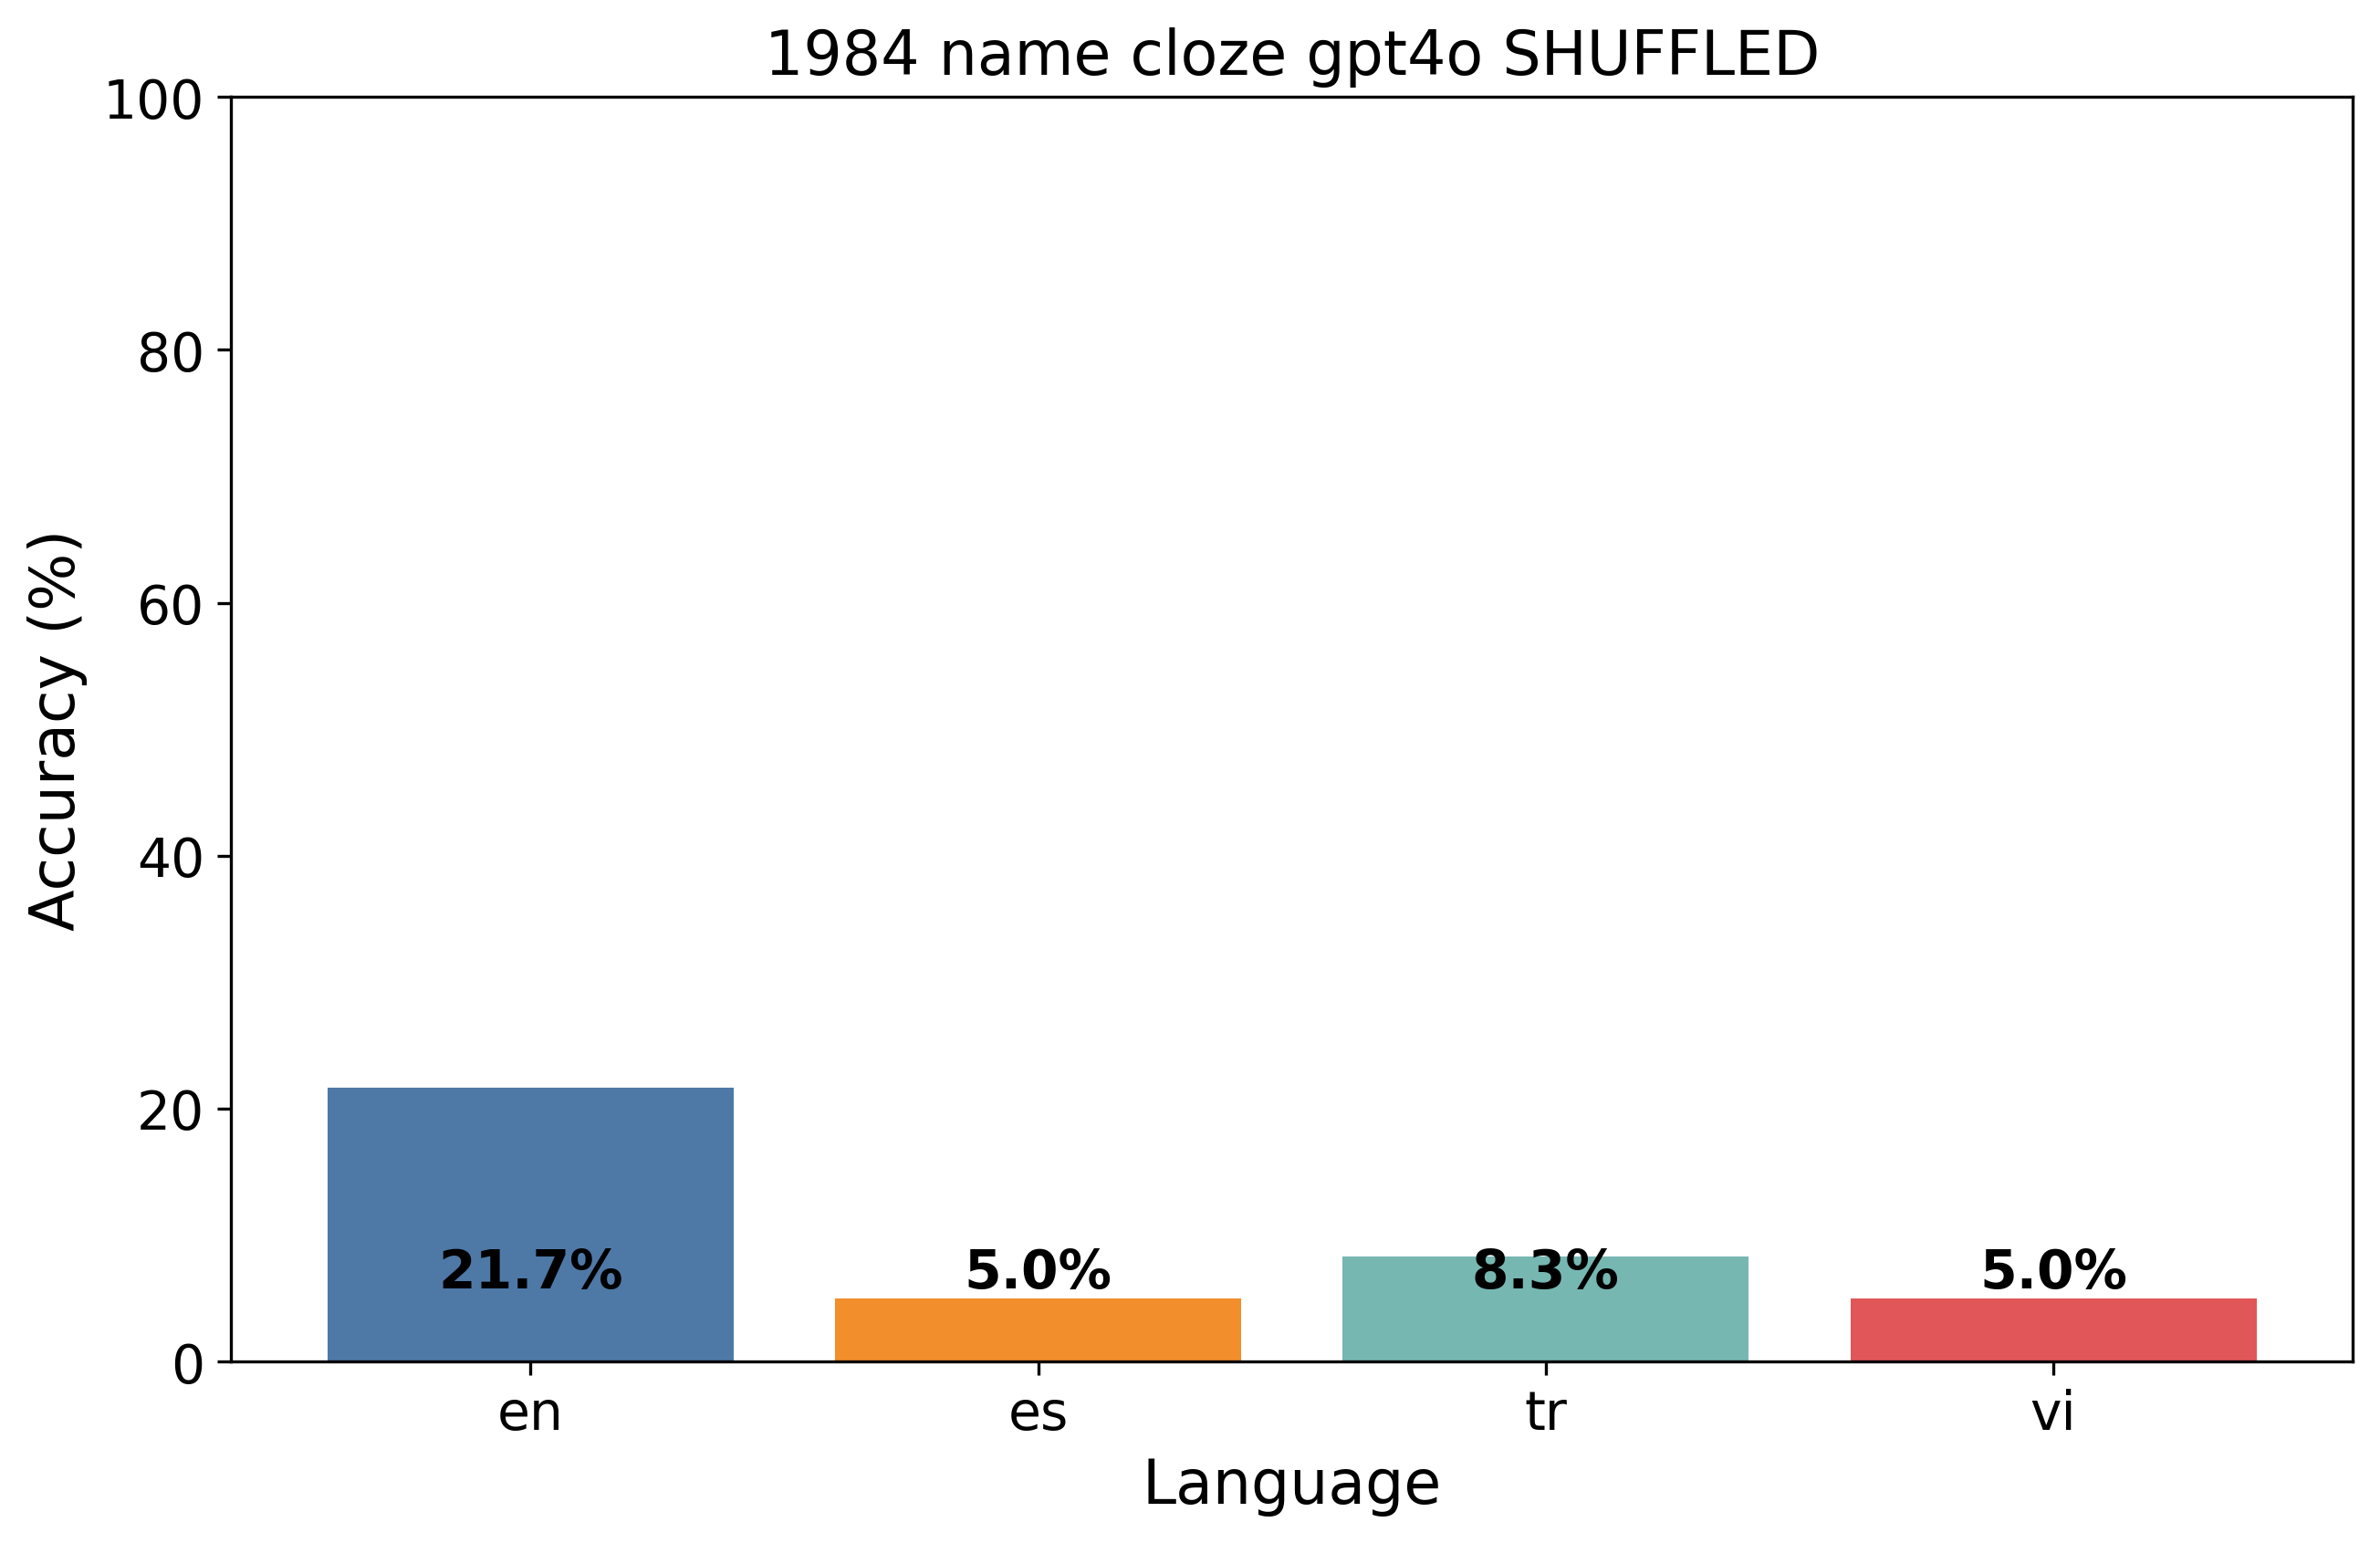 1984 name cloze gpt4o SHUFFLED
100
80
60
40
20
0
Accuracy (%)
21.7%
5.0%
8.3%
5.0%
en
es
tr
vi
Language